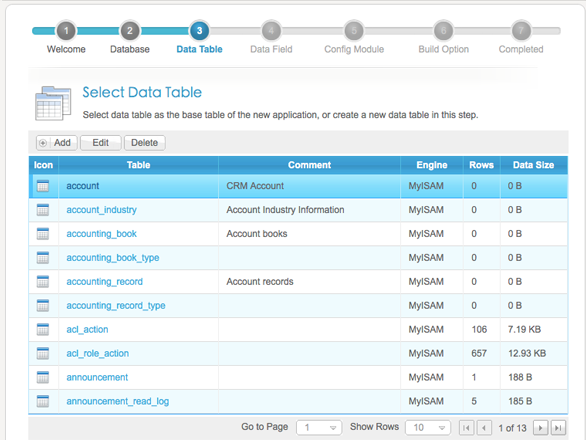 1 2 3 4 5 6 7
Welcome Database Data Table Data Field Config Module Build Option Completed
Select Data Table
Select data table as the base table of the new application, or create a new data table in this step.
Add Edit Delete
Icon Table Comment Engine Rows Data Size
account CRM Account MyISAM 0 0 B
account_industry Account Industry Information MyISAM 0 0 B
accounting_book Account books MyISAM 0 0 B
accounting_book_type MyISAM 0 0 B
accounting_record Account records MyISAM 0 0 B
accounting_record_type MyISAM 0 0 B
acl_action MyISAM 106 7.19 KB
acl_role_action MyISAM 657 12.93 KB
announcement MyISAM 1 188 B
announcement_read_log MyISAM 5 185 B
Go to Page 1 Show Rows 10 1 of 13